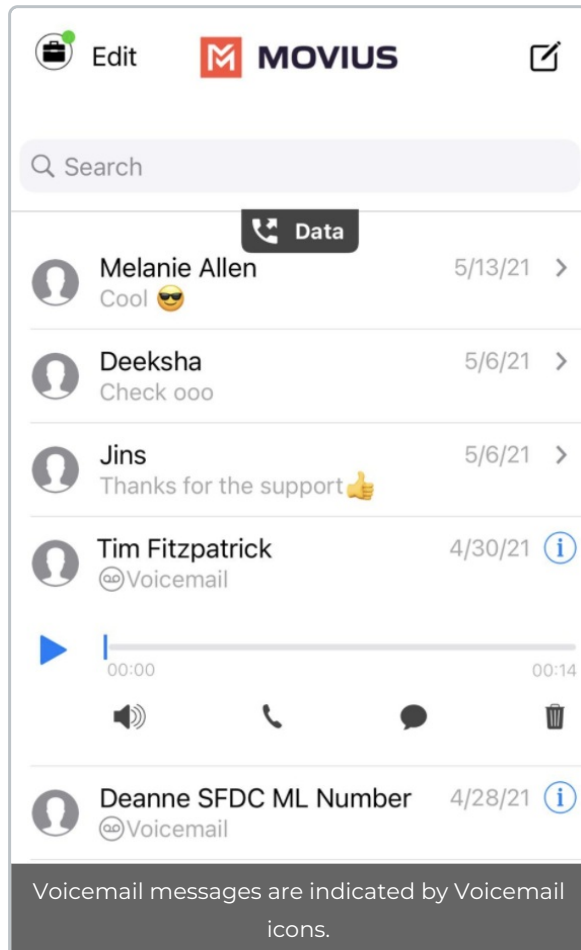 Edit MOVIUS
Search
Data
Melanie Allen 5/13/21
Cool 😎
Deeksha 5/6/21
Check ooo
Jins 5/6/21
Thanks for the support👍
Tim Fitzpatrick 4/30/21
Voicemail
00:00 00:14
Deanne SFDC ML Number 4/28/21
Voicemail
Voicemail messages are indicated by Voicemail
icons.